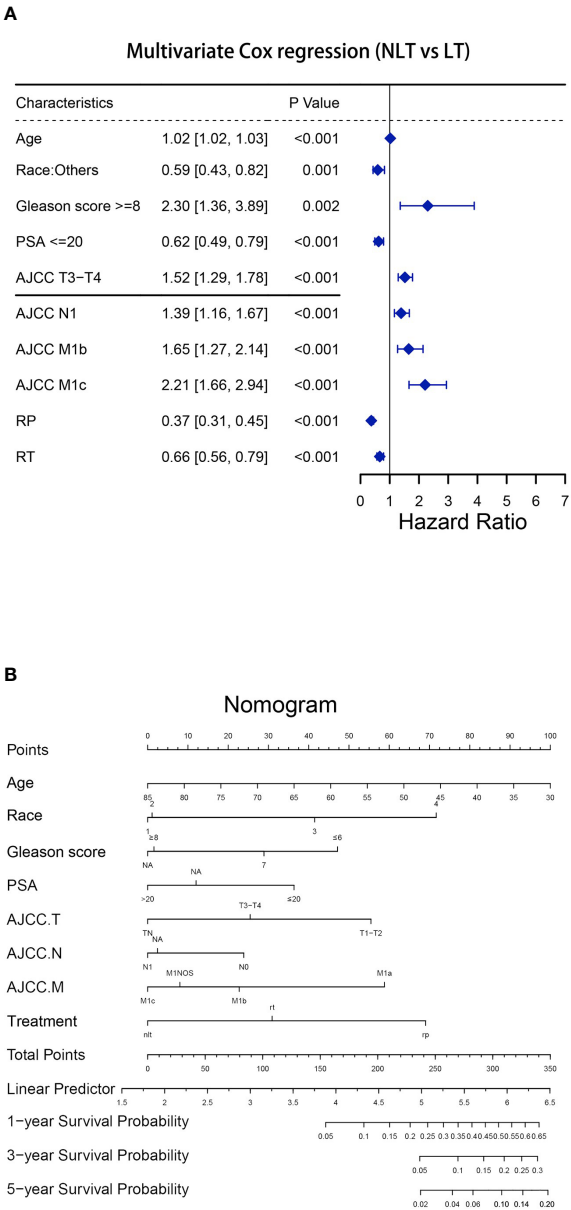 A
Multivariate Cox regression (NLT vs LT)
Characteristics P Value
Age 1.02 [1.02, 1.03] <0.001
Race:Others 0.59 [0.43, 0.82] 0.001
Gleason score >=8 2.30 [1.36, 3.89] 0.002
PSA <=20 0.62 [0.49, 0.79] <0.001
AJCC T3−T4 1.52 [1.29, 1.78] <0.001
AJCC N1 1.39 [1.16, 1.67] <0.001
AJCC M1b 1.65 [1.27, 2.14] <0.001
AJCC M1c 2.21 [1.66, 2.94] <0.001
RP 0.37 [0.31, 0.45] <0.001
RT 0.66 [0.56, 0.79] <0.001
0 1 2 3 4 5 6 7
Hazard Ratio
B
Nomogram
0 10 20 30 40 50 60 70 80 90 100
Points
Age
85 80 75 70 65 60 55 50 45 40 35 30
2 4
Race
1 3
≥8 ≤6
Gleason score
NA 7
NA
PSA
>20 ≤20
T3−T4
AJCC.T
TN T1−T2
NA
AJCC.N
N1 N0
M1NOS M1a
AJCC.M
M1c M1b
rt
Treatment
nlt rp
Total Points
0 50 100 150 200 250 300 350
Linear Predictor
1.5 2 2.5 3 3.5 4 4.5 5 5.5 6 6.5
1−year Survival Probability
0.05 0.1 0.15 0.2 0.25 0.3 0.35 0.40 0.45 0.50 0.55 0.6 0.65
3−year Survival Probability
0.05 0.1 0.15 0.2 0.25 0.3
5−year Survival Probability
0.02 0.04 0.06 0.10 0.14 0.20